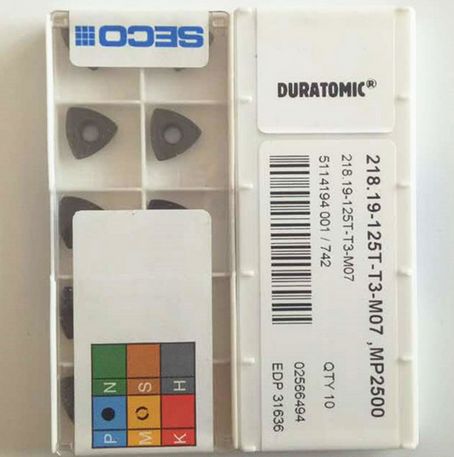 SECO
DURATOMIC®
218.19-125T-T3-M07 ,MP2500
218.19-125T-T3-M07
5114194 001 / 742
QTY 10
02566494
EDP 31636
N S H
P M K